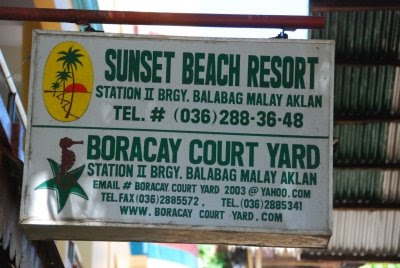 SUNSET BEACH RESORT
STATION II BRGY. BALABAG MALAY AKLAN
TEL. # (036)288-36-48
BORACAY COURT YARD
STATION II BRGY. BALABAG MALAY AKLAN
EMAIL # BORACAY COURT YARD 2003@YAHOO.COM
TEL.FAX(036)2885572, TEL.(036)2885341
WWW. BORACAY COURT YARD.COM